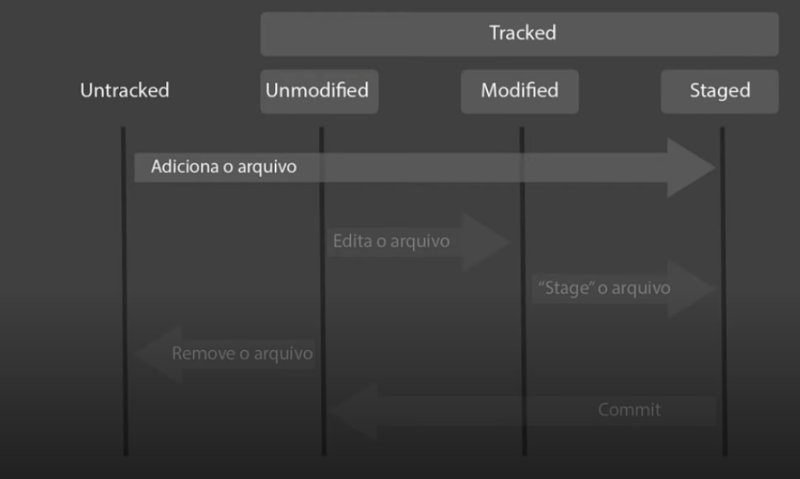 Tracked
Untracked
Unmodified
Modified
Staged
Adiciona o arquivo
Edita o arquivo
“Stage” o arquivo
Remove o arquivo
Commit